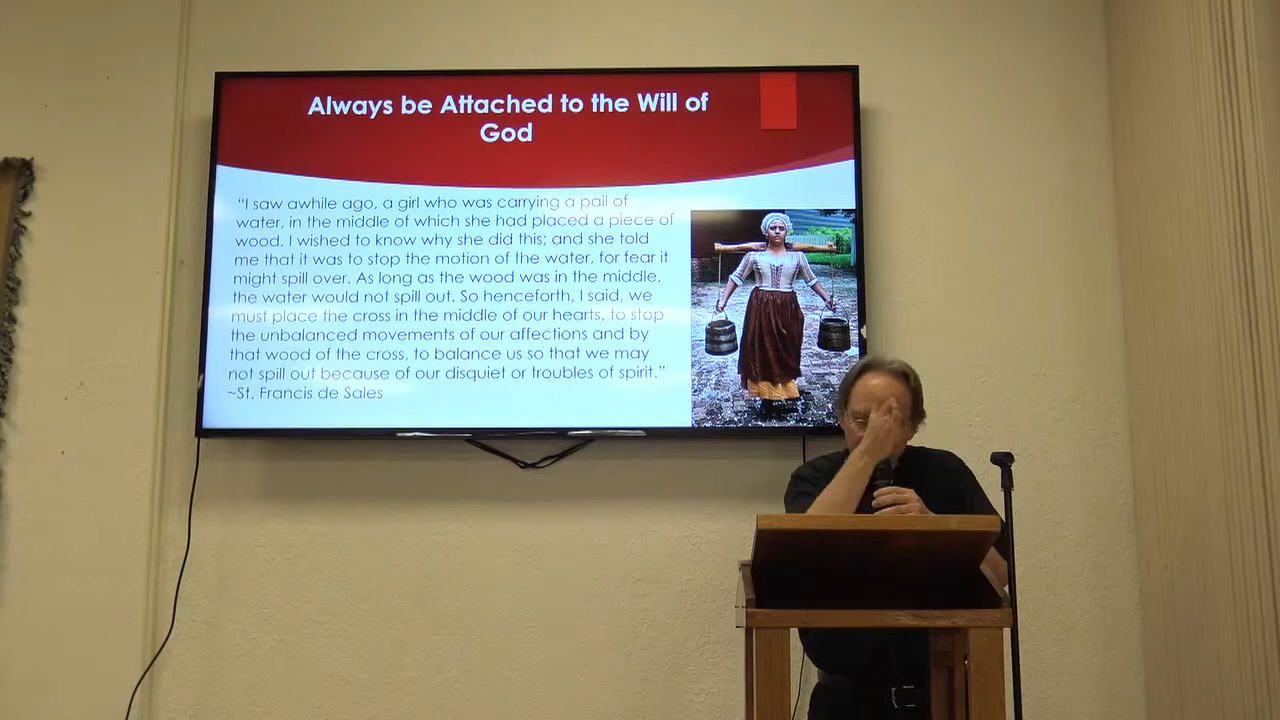 Always be Attached to the Will of
God
“I saw awhile ago, a girl who was carrying a pail of
water, in the middle of which she had placed a piece of
wood. I wished to know why she did this; and she told
me that it was to stop the motion of the water, for fear it
might spill over. As long as the wood was in the middle,
the water would not spill out. So henceforth, I said, we
must place the cross in the middle of our hearts, to stop
the unbalanced movements of our affections and by
that wood of the cross, to balance us so that we may
not spill out because of our disquiet or troubles of spirit.”
~St. Francis de Sales